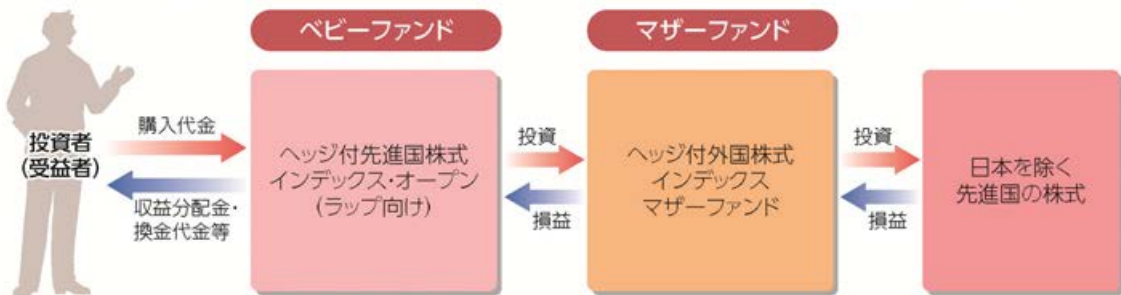 ベビーファンド
マザーファンド
投資者
(受益者)
購入代金
収益分配金・
換金代金等
ヘッジ付先進国株式
インデックス・オープン
(ラップ向け)
投資
損益
ヘッジ付外国株式
インデックス
マザーファンド
投資
損益
日本を除く
先進国の株式